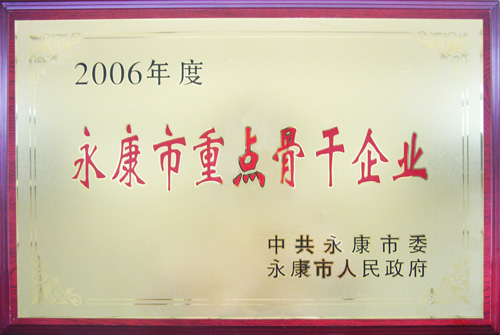 2006年度
永康市重点骨干企业
中共永康市委
永康市人民政府